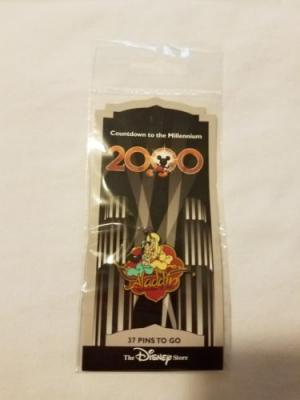 Countdown to the Millennium
2000
Aladdin
37 PINS TO GO
The Disney Store